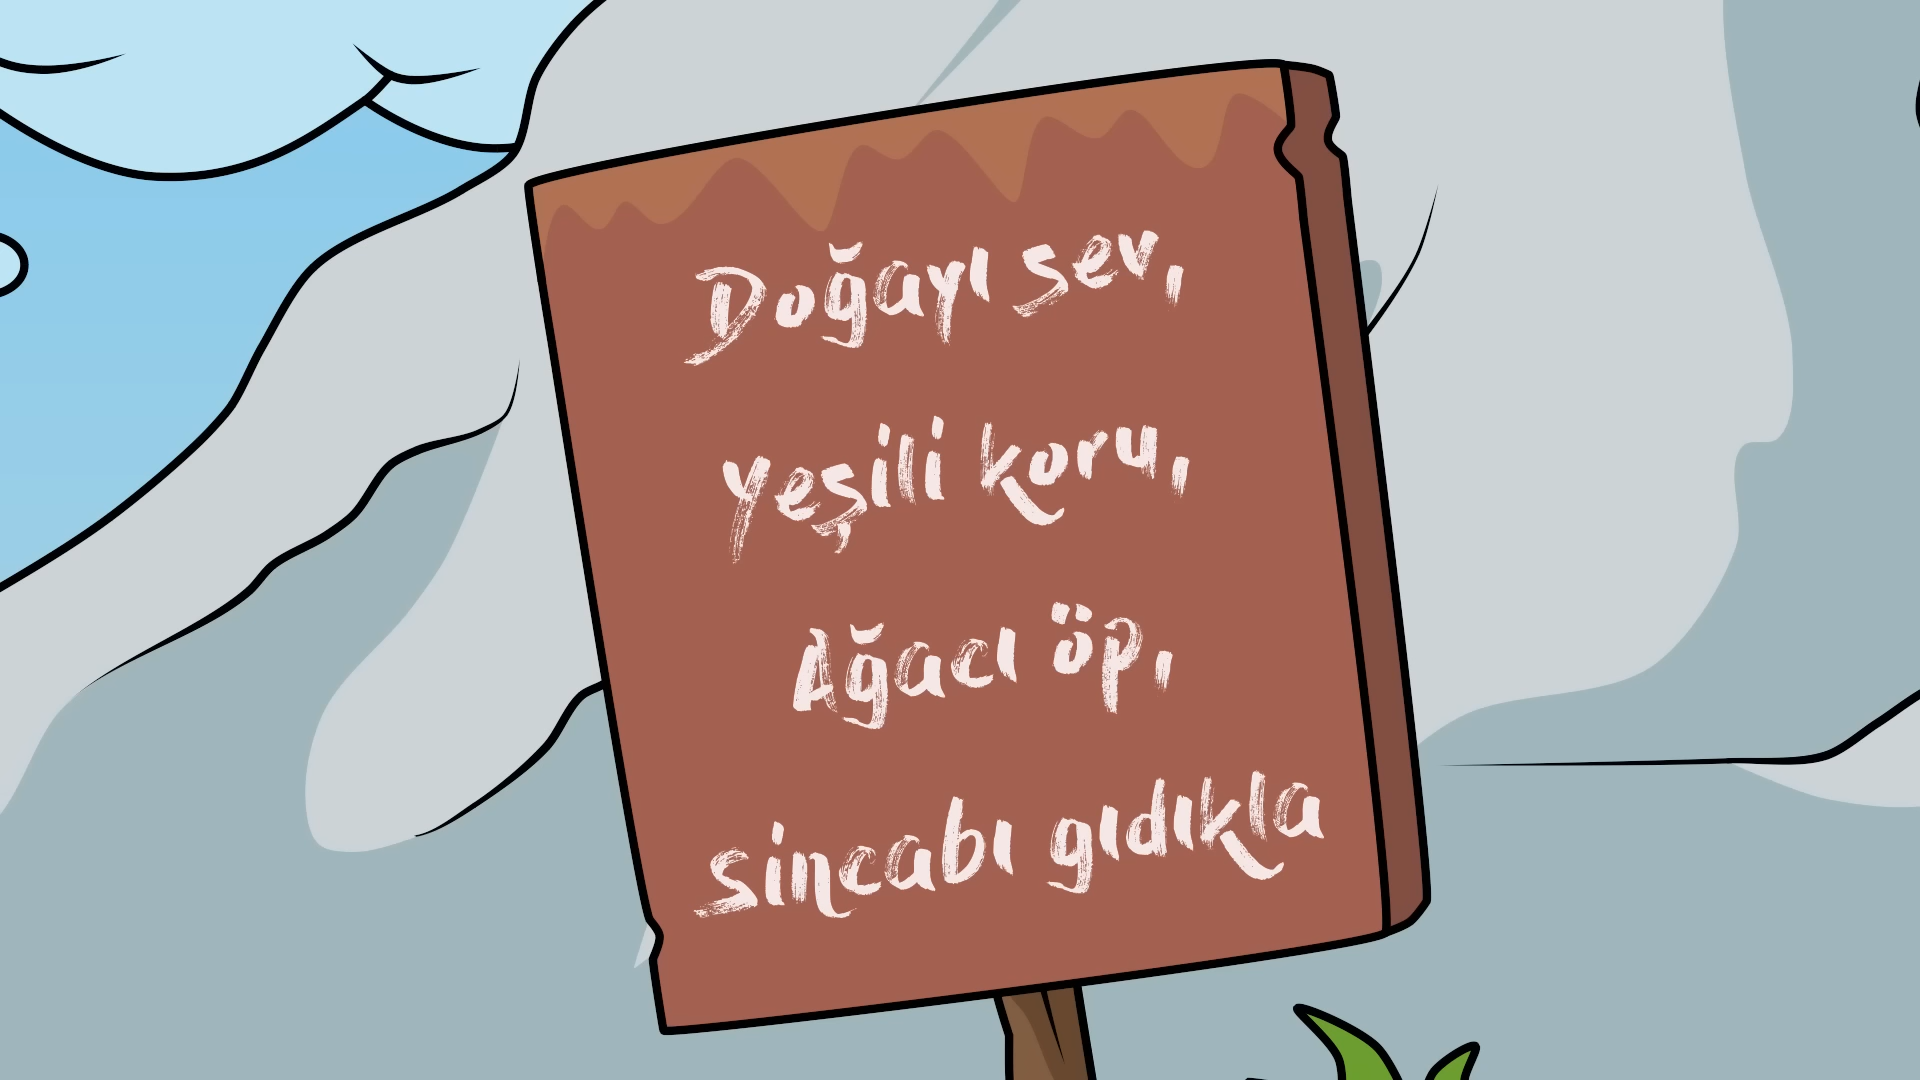 Doğayı sev,
Yeşili koru,
Ağacı öp,
sincabı gıdıkla